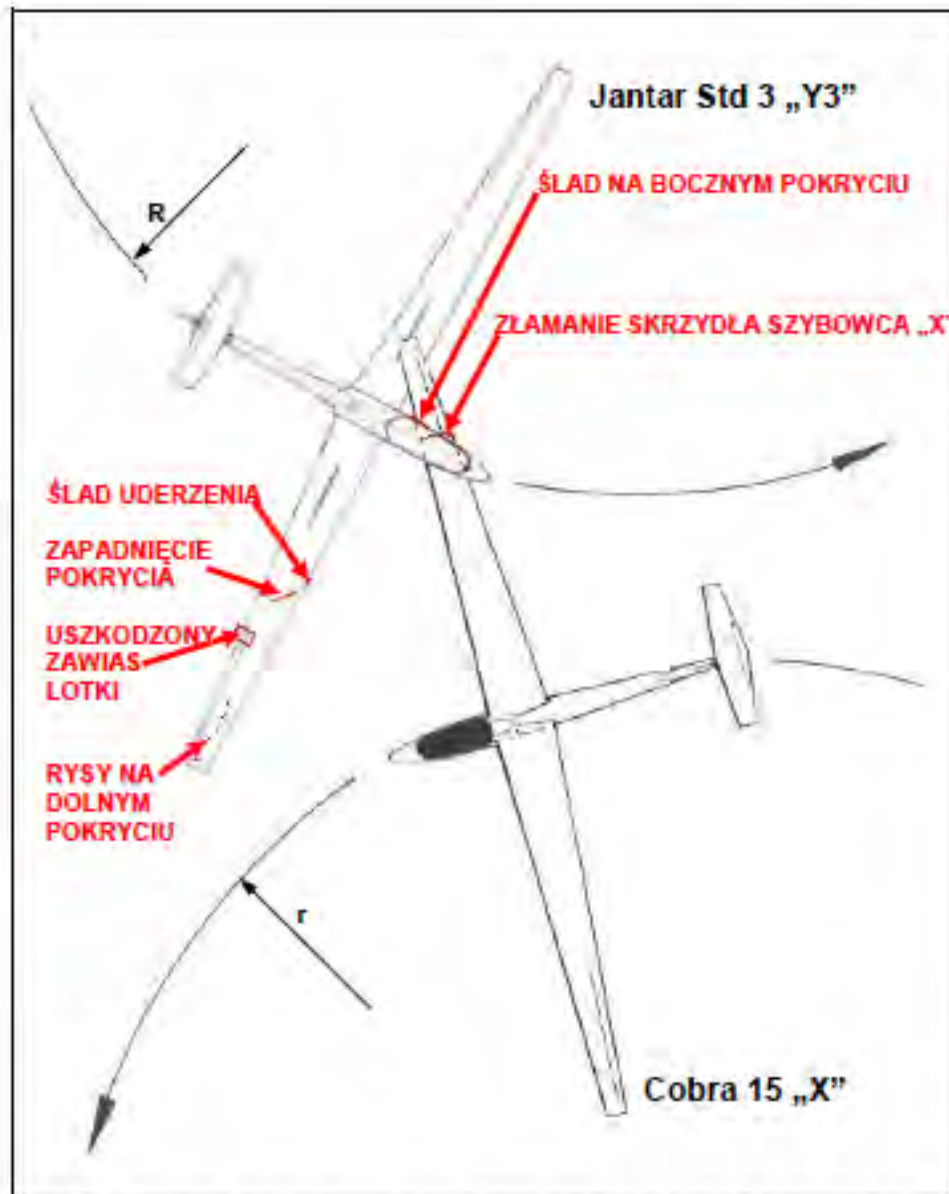 Jantar Std 3 „Y3”
ŚLAD NA BOCZNYM POKRYCIU
R
ZŁAMANIE SKRZYDŁA SZYBOWCA „X
ŚLAD UDERZENIA
ZAPADNIĘCIE
POKRYCIA
USZKODZONY
ZAWIAS
LOTKI
RYSY NA
DOLNYM
POKRYCIU
r
Cobra 15 „X”